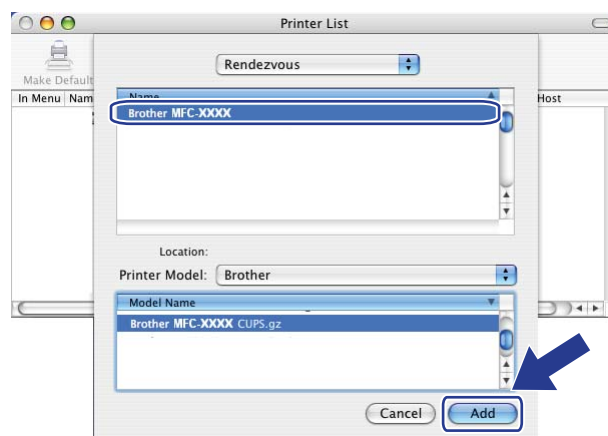 Printer List
Rendezvous
Make Default
In Menu Nam Host
Name
Brother MFC-XXXX
Location:
Printer Model: Brother
Model Name
Brother MFC-XXXX CUPS.gz
Cancel Add